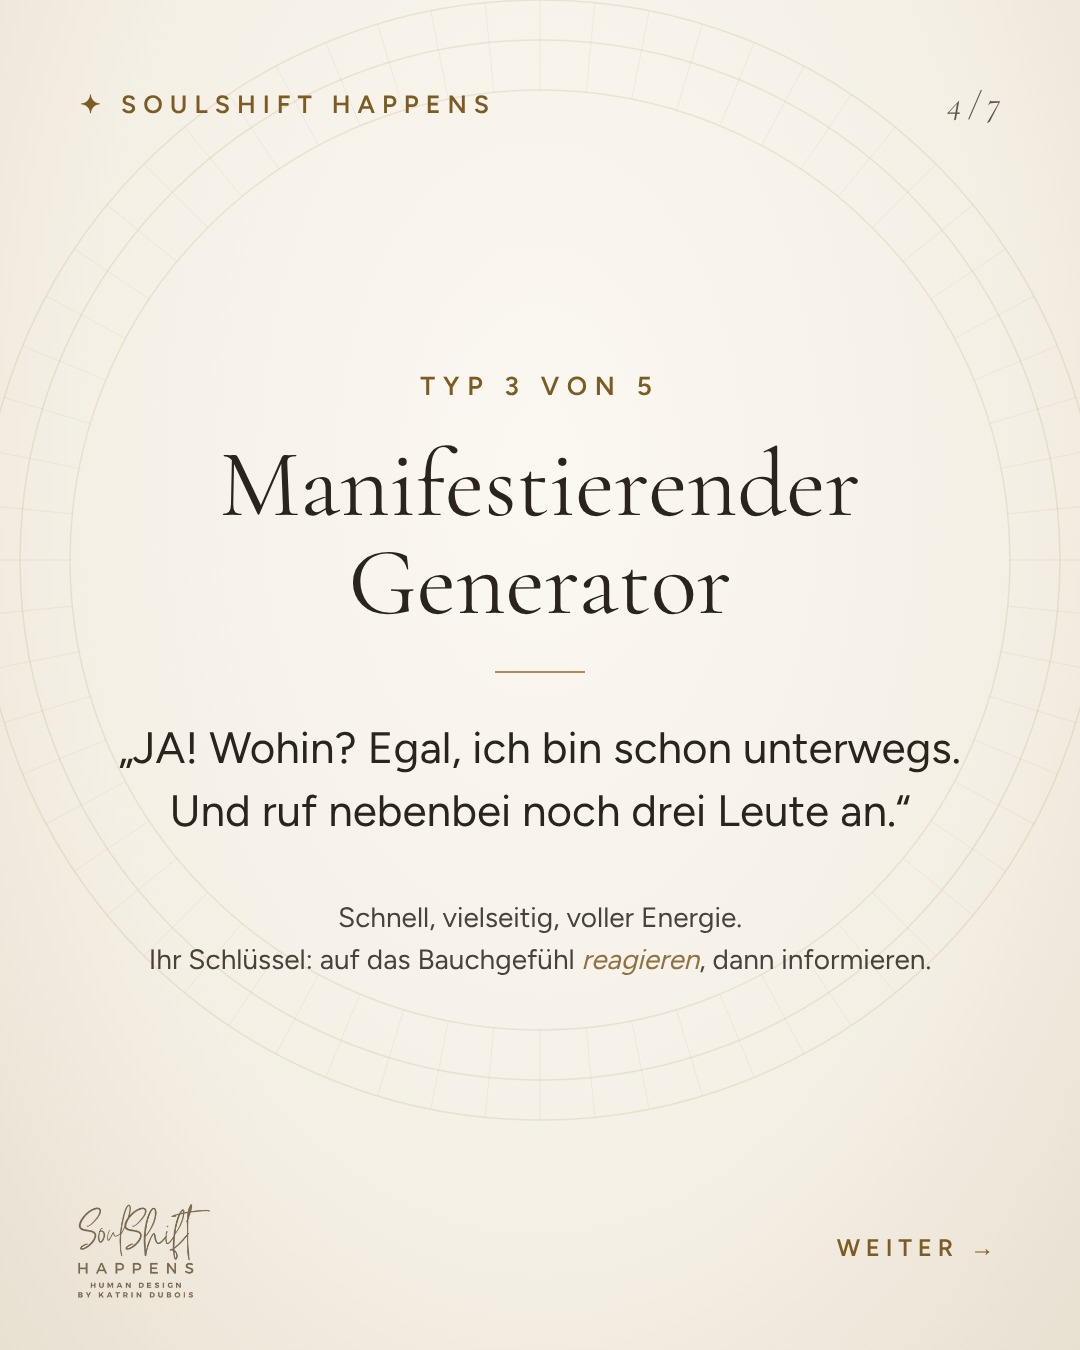 ✦ SOULSHIFT HAPPENS
4/7
TYP 3 VON 5
Manifestierender
Generator
„JA! Wohin? Egal, ich bin schon unterwegs.
Und ruf nebenbei noch drei Leute an.“
Schnell, vielseitig, voller Energie.
Ihr Schlüssel: auf das Bauchgefühl reagieren, dann informieren.
SoulShift
HAPPENS
HUMAN DESIGN
BY KATRIN DUBOIS
WEITER →